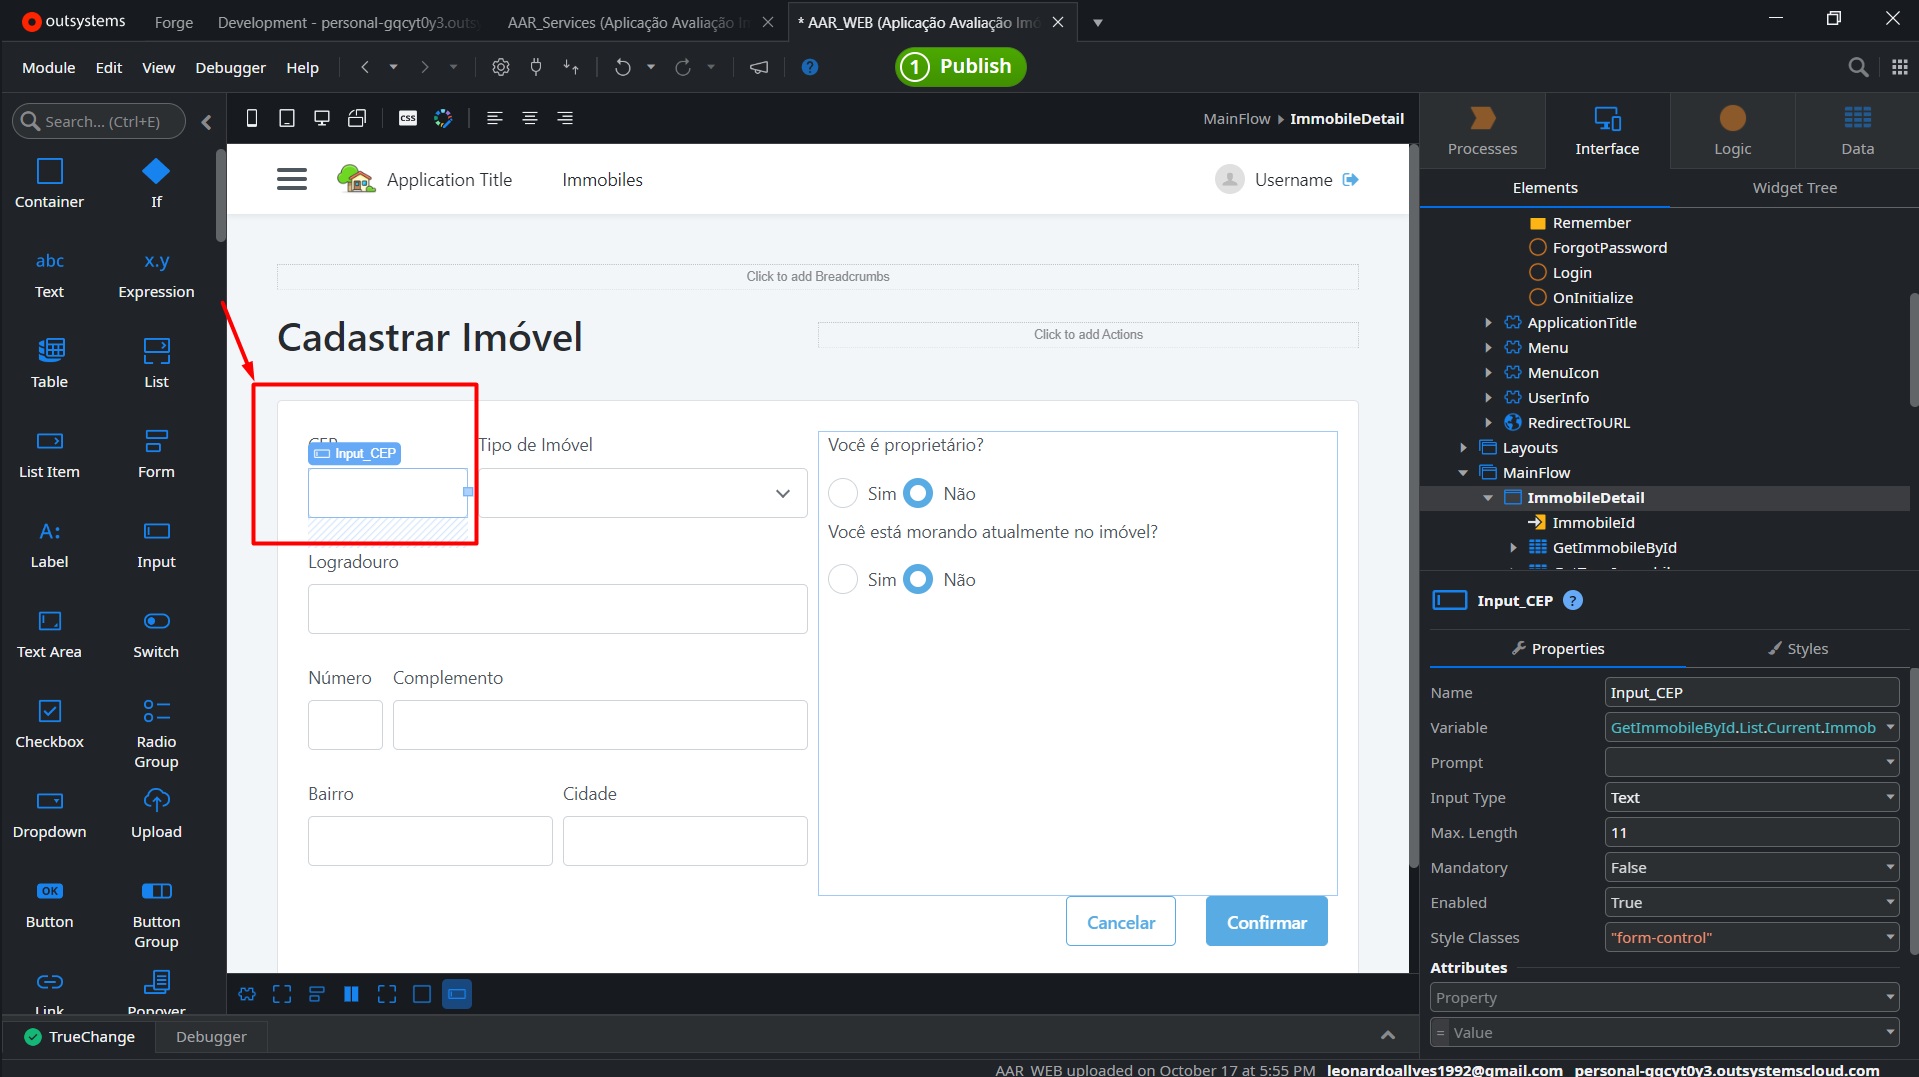 outsystems
Forge
Development - personal-gqcyt0y3.outsy
AAR_Services (Aplicação Avaliação Im
* AAR_WEB (Aplicação Avaliação Imó
Module Edit View Debugger Help
1 Publish
Search... (Ctrl+E)
css
MainFlow ImmobileDetail
Processes
Interface
Logic
Data
Container
If
abc
Text
x.y
Expression
Table
List
List Item
Form
A:
Label
Input
Text Area
Switch
Checkbox
Radio
Group
Dropdown
Upload
OK
Button
Button
Group
Link
Popover
Application Title
Immobiles
Username
Click to add Breadcrumbs
Cadastrar Imóvel
Click to add Actions
CEP
Input_CEP
Tipo de Imóvel
Você é proprietário?
Sim Não
Você está morando atualmente no imóvel?
Sim Não
Logradouro
Número Complemento
Bairro Cidade
Cancelar
Confirmar
Elements
Widget Tree
Remember
ForgotPassword
Login
OnInitialize
ApplicationTitle
Menu
MenuIcon
UserInfo
RedirectToURL
Layouts
MainFlow
ImmobileDetail
ImmobileId
GetImmobileById
Input_CEP ?
Properties
Styles
Name Input_CEP
Variable GetImmobileById.List.Current.Immob
Prompt
Input Type Text
Max. Length 11
Mandatory False
Enabled True
Style Classes "form-control"
Attributes
Property
= Value
TrueChange
Debugger
AAR_WEB uploaded on October 17 at 5:55 PM leonardoallves1992@gmail.com personal-gqcyt0y3.outsystemscloud.com